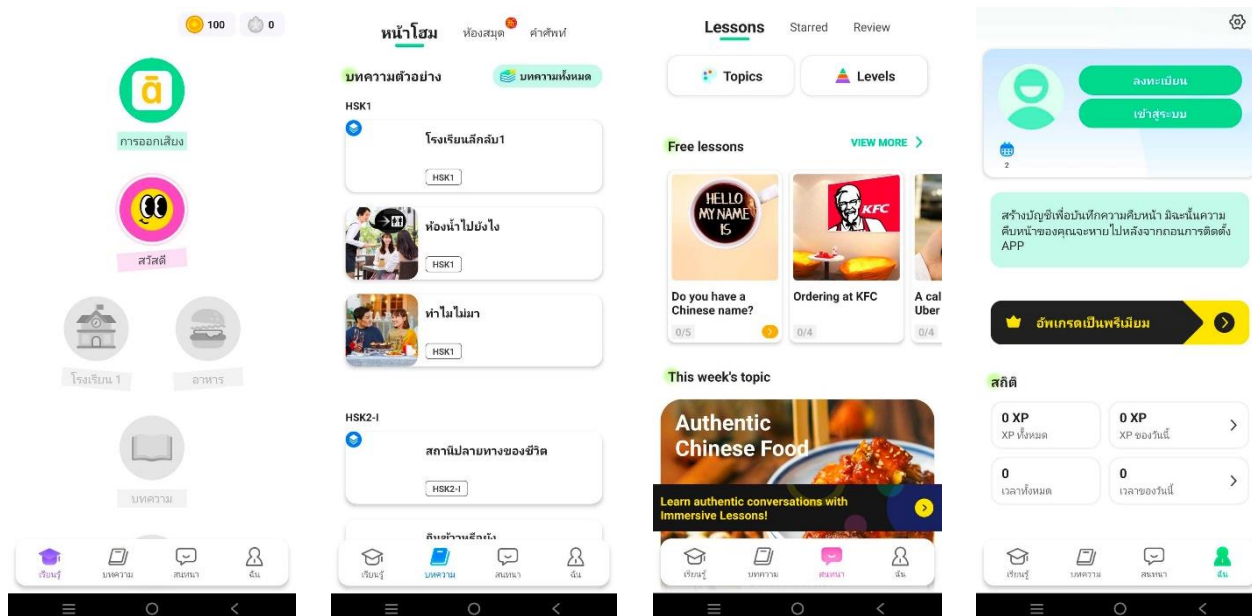 100
0
ā
การออกเสียง
สวัสดี
โรงเรียน 1
อาหาร
บทความ
เรียนรู้
บทความ
สนทนา
ฉัน
หน้าโฮม
ห้องสมุด
คำศัพท์
บทความตัวอย่าง
บทความทั้งหมด
HSK1
โรงเรียนลึกลับ1
HSK1
ห้องน้ำไปยังไง
HSK1
ทำไมไม่มา
HSK1
HSK2-I
สถานีปลายทางของชีวิต
HSK2-I
กินข้าวหรือยัง
เรียนรู้
บทความ
สนทนา
ฉัน
Lessons
Starred
Review
Topics
Levels
Free lessons
VIEW MORE
HELLO
MY NAME
IS
KFC
Do you have a
Chinese name?
0/5
Ordering at KFC
0/4
A cal
Uber
0/4
This week's topic
Authentic
Chinese Food
Learn authentic conversations with
Immersive Lessons!
เรียนรู้
บทความ
สนทนา
ฉัน
ลงทะเบียน
เข้าสู่ระบบ
2
สร้างบัญชีเพื่อบันทึกความคืบหน้า มิฉะนั้นความ
คืบหน้าของคุณจะหายไปหลังจากถอนการติดตั้ง
APP
อัพเกรดเป็นพรีเมียม
สถิติ
0 XP
XP ทั้งหมด
0 XP
XP ของวันนี้
0
เวลาทั้งหมด
0
เวลาของวันนี้
เรียนรู้
บทความ
สนทนา
ฉัน